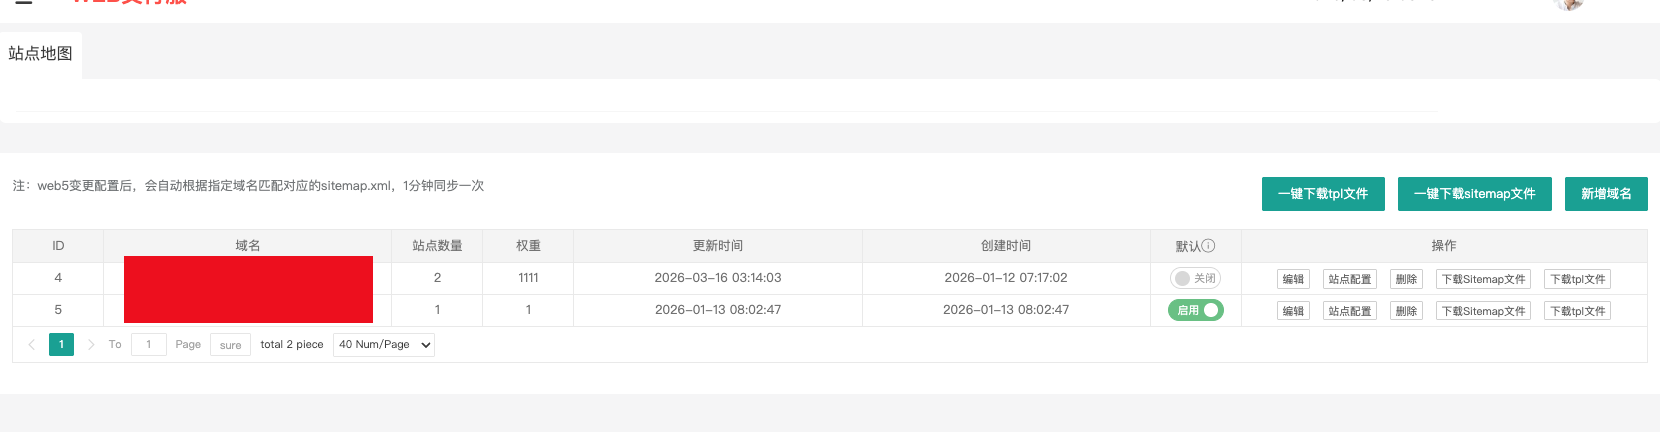 站点地图
注：web5变更配置后，会自动根据指定域名匹配对应的sitemap.xml，1分钟同步一次
一键下载tpl文件 一键下载sitemap文件 新增域名
ID 域名 站点数量 权重 更新时间 创建时间 默认 操作
4 2 1111 2026-03-16 03:14:03 2026-01-12 07:17:02 关闭 编辑 站点配置 删除 下载Sitemap文件 下载tpl文件
5 1 1 2026-01-13 08:02:47 2026-01-13 08:02:47 启用 编辑 站点配置 删除 下载Sitemap文件 下载tpl文件
1 To 1 Page sure total 2 piece 40 Num/Page